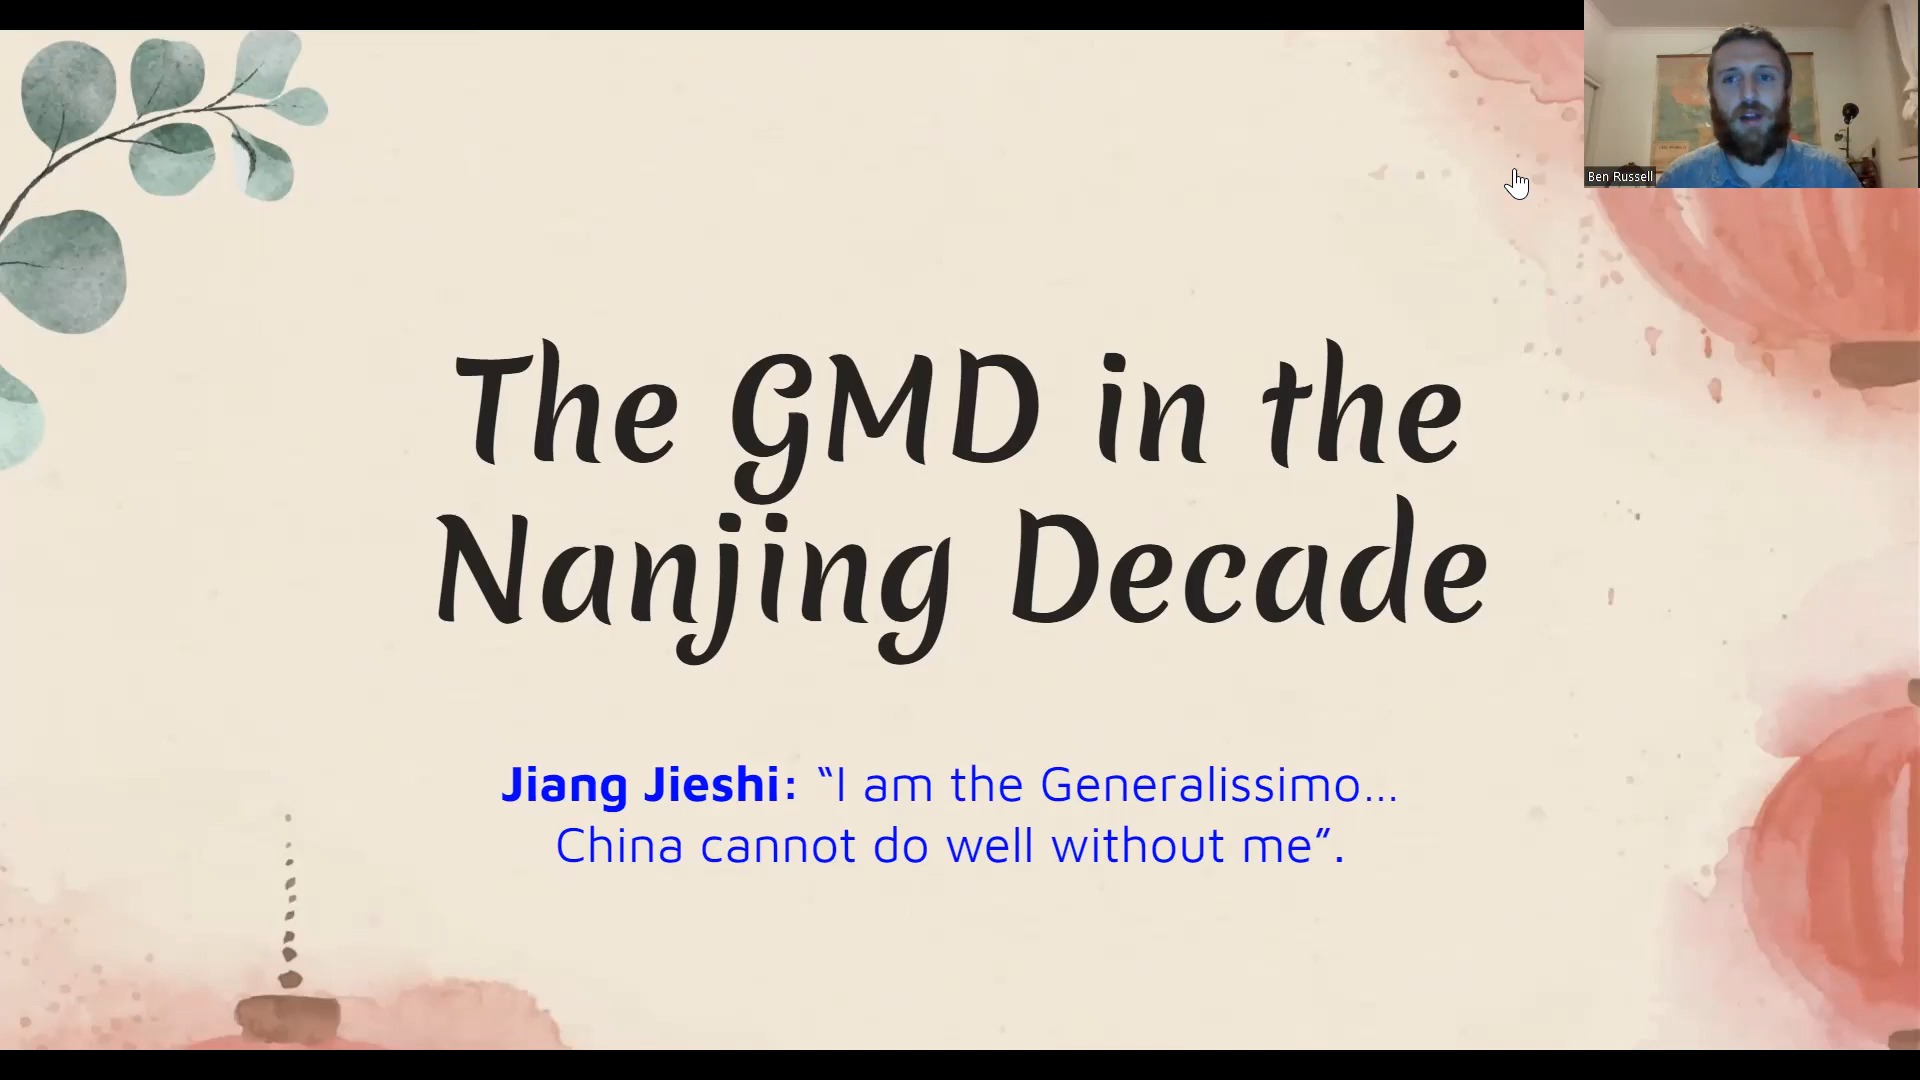 Ben Russell
The GMD in the
Nanjing Decade
Jiang Jieshi: “I am the Generalissimo...
China cannot do well without me”.